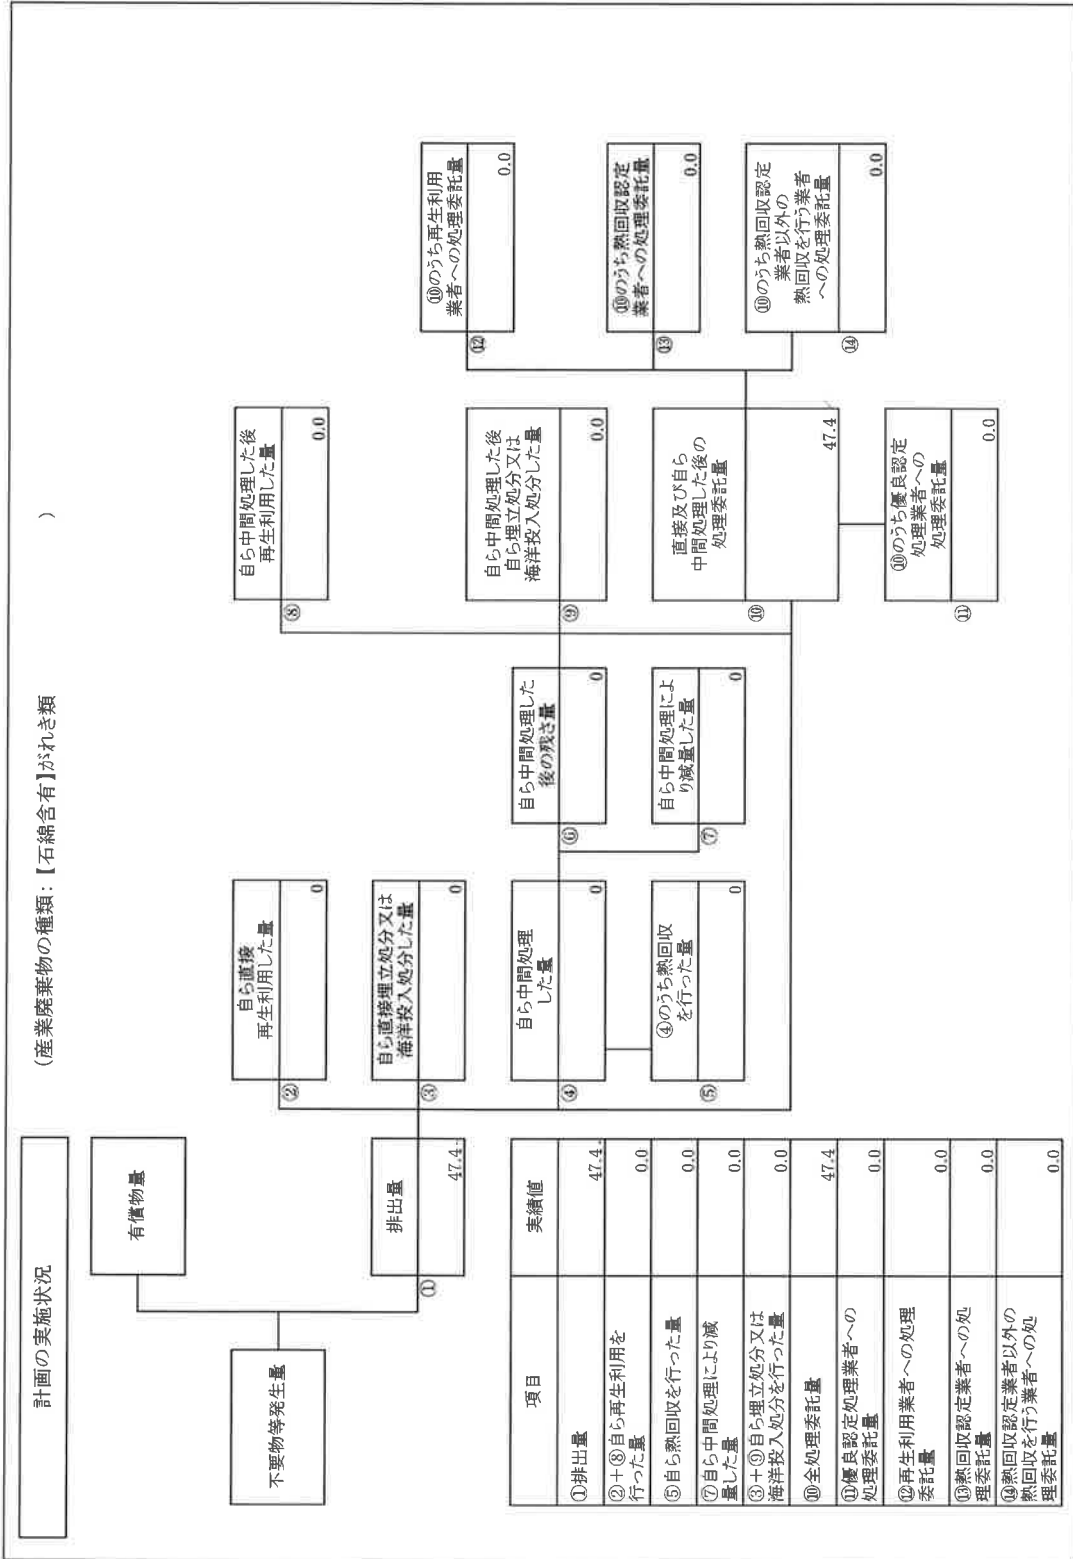 計画の実施状況
(産業廃棄物の種類:【石綿含有】がれき類 )
不要物等発生量
有償物量
①
排出量
47.4
②
自ら直接
再生利用した量
0
③
自ら直接埋立処分又は
海洋投入処分した量
0
④
自ら中間処理
した量
0
⑤
④のうち熱回収
を行った量
0
⑥
自ら中間処理した
後の残さ量
0
⑦
自ら中間処理によ
り減量した量
0
⑧
自ら中間処理した後
再生利用した量
0.0
⑨
自ら中間処理した後
自ら埋立処分又は
海洋投入処分した量
0.0
⑩
直接及び自ら
中間処理した後の
処理委託量
47.4
⑪
⑩のうち優良認定
処理業者への
処理委託量
0.0
⑫
⑩のうち再生利用
業者への処理委託量
0.0
⑬
⑩のうち熱回収認定
業者への処理委託量
0.0
⑭
⑩のうち熱回収認定
業者以外の
熱回収を行う業者
への処理委託量
0.0
項目 実績値
①排出量 47.4
②+⑧自ら再生利用を
行った量 0.0
⑤自ら熱回収を行った量 0.0
⑦自ら中間処理により減
量した量 0.0
③+⑨自ら埋立処分又は
海洋投入処分を行った量 0.0
⑩全処理委託量 47.4
⑪優良認定処理業者への
処理委託量 0.0
⑫再生利用業者への処理
委託量 0.0
⑬熱回収認定業者への処
理委託量 0.0
⑭熱回収認定業者以外の
熱回収を行う業者への処
理委託量 0.0